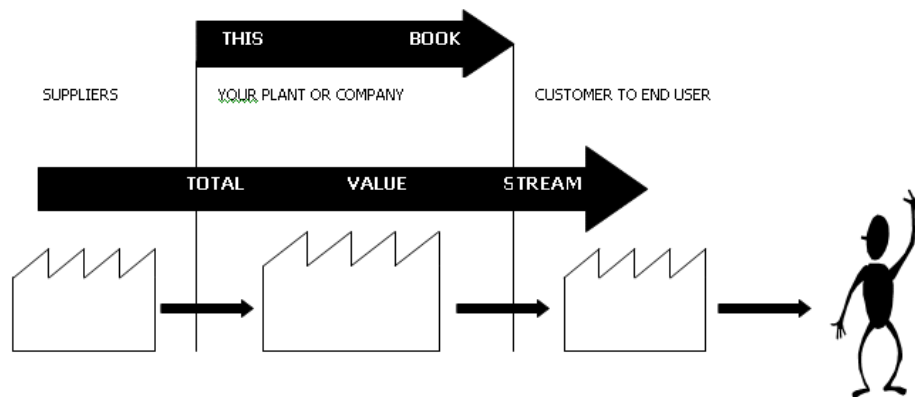 THIS BOOK
SUPPLIERS YOUR PLANT OR COMPANY CUSTOMER TO END USER
TOTAL VALUE STREAM